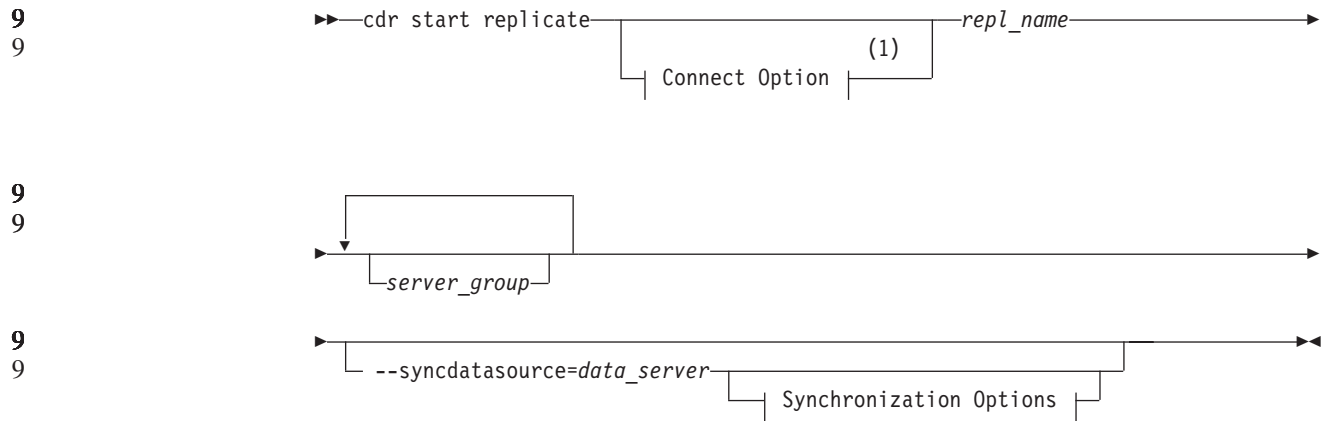 9 cdr start replicate repl_name
9 (1)
Connect Option
9
9
server_group
9
9 --syncdatasource=data_server
Synchronization Options